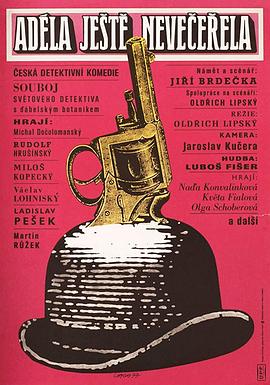 ADÉLA JEŠTĚ NEVEČEŘELA
ČESKÁ DETEKTIVNÍ KOMEDIE
SOUBOJ
SVĚTOVÉHO DETEKTIVA
s ďábelským botanikem
HRAJÍ:
Michal Dočolomanský
RUDOLF
HRUŠÍNSKÝ
MILOŠ
KOPECKÝ
Václav
LOHNISKÝ
LADISLAV
PEŠEK
Martin
RŮŽEK
Námět a scénář:
JIŘÍ BRDEČKA
Spolupráce na scénáři:
OLDŘICH LIPSKÝ
REŽIE:
OLDŘICH LIPSKÝ
KAMERA:
Jaroslav Kučera
HUDBA:
LUBOŠ FIŠER
HRAJÍ:
Naďa Konvalinková
Květa Fialová
Olga Schoberová
a další